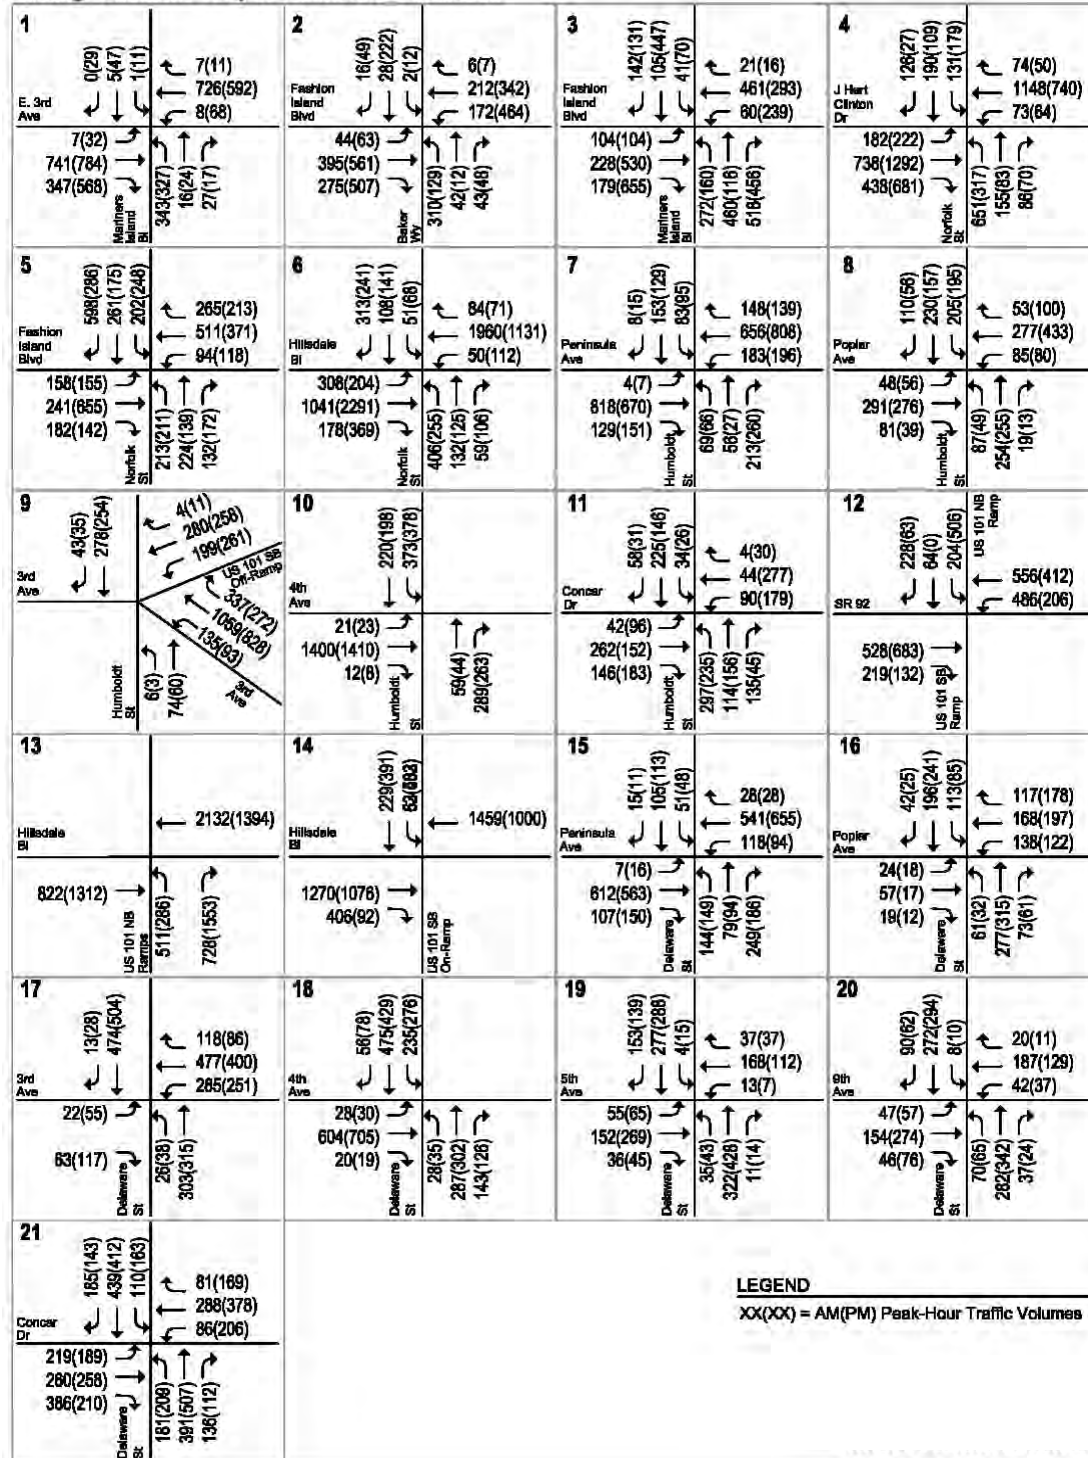 1
0(29)
5(47)
1(11)
7(11)
726(592)
8(68)
E. 3rd
Ave
7(32)
741(784)
347(568)
343(327)
16(24)
27(17)
Mariners
Island
Bl
2
16(49)
28(222)
2(12)
6(7)
212(342)
172(464)
Fashion
Island
Blvd
44(63)
395(561)
275(507)
310(129)
42(12)
43(48)
Baker
Wy
3
142(131)
105(447)
41(70)
21(16)
461(293)
60(239)
Fashion
Island
Blvd
104(104)
228(530)
179(655)
272(160)
460(116)
518(456)
Mariners
Island
Bl
4
126(27)
190(109)
131(179)
74(50)
1148(740)
73(64)
J Hart
Clinton
Dr
182(222)
736(1292)
438(681)
651(317)
155(83)
86(70)
Norfolk
St
5
598(286)
261(175)
202(248)
265(213)
511(371)
94(118)
Fashion
Island
Blvd
158(155)
241(655)
182(142)
213(211)
224(139)
132(172)
Norfolk
St
6
313(241)
108(141)
51(68)
84(71)
1960(1131)
50(112)
Hillsdale
Bl
308(204)
1041(2291)
178(369)
406(255)
132(125)
59(106)
Norfolk
St
7
8(15)
153(129)
83(95)
148(139)
656(808)
183(196)
Peninsula
Ave
4(7)
818(670)
129(151)
69(66)
56(27)
213(260)
Humboldt
St
8
110(56)
230(157)
205(195)
53(100)
277(433)
85(80)
Poplar
Ave
48(56)
291(276)
81(39)
87(49)
254(255)
19(13)
Humboldt
St
9
43(35)
278(254)
4(11)
280(258)
199(261)
US 101 SB
Off-Ramp
3rd
Ave
337(272)
1059(828)
135(93)
6(3)
74(60)
Humboldt
St
3rd
Ave
10
220(198)
373(378)
4th
Ave
21(23)
1400(1410)
12(8)
59(44)
289(263)
Humboldt
St
11
58(31)
225(146)
34(26)
4(30)
44(277)
90(179)
Concar
Dr
42(96)
262(152)
146(183)
297(235)
114(156)
135(45)
Humboldt
St
12
228(63)
64(0)
204(506)
US 101 NB
Ramp
556(412)
486(206)
SR 92
528(683)
219(132)
US 101 SB
Ramp
13
2132(1394)
Hillsdale
Bl
822(1312)
511(286)
728(1553)
US 101 NB
Ramps
14
229(391)
1459(1000)
Hillsdale
Bl
1270(1076)
406(92)
US 101 SB
On-Ramp
15
15(11)
105(113)
51(48)
28(28)
541(655)
118(94)
Peninsula
Ave
7(16)
612(563)
107(150)
144(149)
79(94)
249(186)
Delaware
St
16
42(25)
196(241)
113(85)
117(178)
168(197)
138(122)
Poplar
Ave
24(18)
57(17)
19(12)
61(32)
277(315)
73(61)
Delaware
St
17
13(28)
474(504)
118(86)
477(400)
285(251)
3rd
Ave
22(55)
63(117)
26(38)
303(315)
Delaware
St
18
56(78)
475(429)
235(276)
4th
Ave
28(30)
604(705)
20(19)
28(35)
287(302)
143(126)
Delaware
St
19
153(139)
277(288)
4(15)
37(37)
168(112)
13(7)
5th
Ave
55(65)
152(269)
36(45)
35(43)
322(428)
11(14)
Delaware
St
20
90(62)
272(294)
8(10)
20(11)
187(129)
42(37)
9th
Ave
47(57)
154(274)
46(76)
70(65)
282(342)
37(24)
Delaware
St
21
185(143)
439(412)
110(163)
81(169)
288(378)
86(206)
Concar
Dr
219(189)
260(258)
386(210)
181(209)
391(507)
136(112)
Delaware
St
LEGEND
XX(XX) = AM(PM) Peak-Hour Traffic Volumes